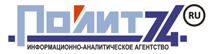 Полит74 RU
ИНФОРМАЦИОННО-АНАЛИТИЧЕСКОЕ АГЕНТСТВО